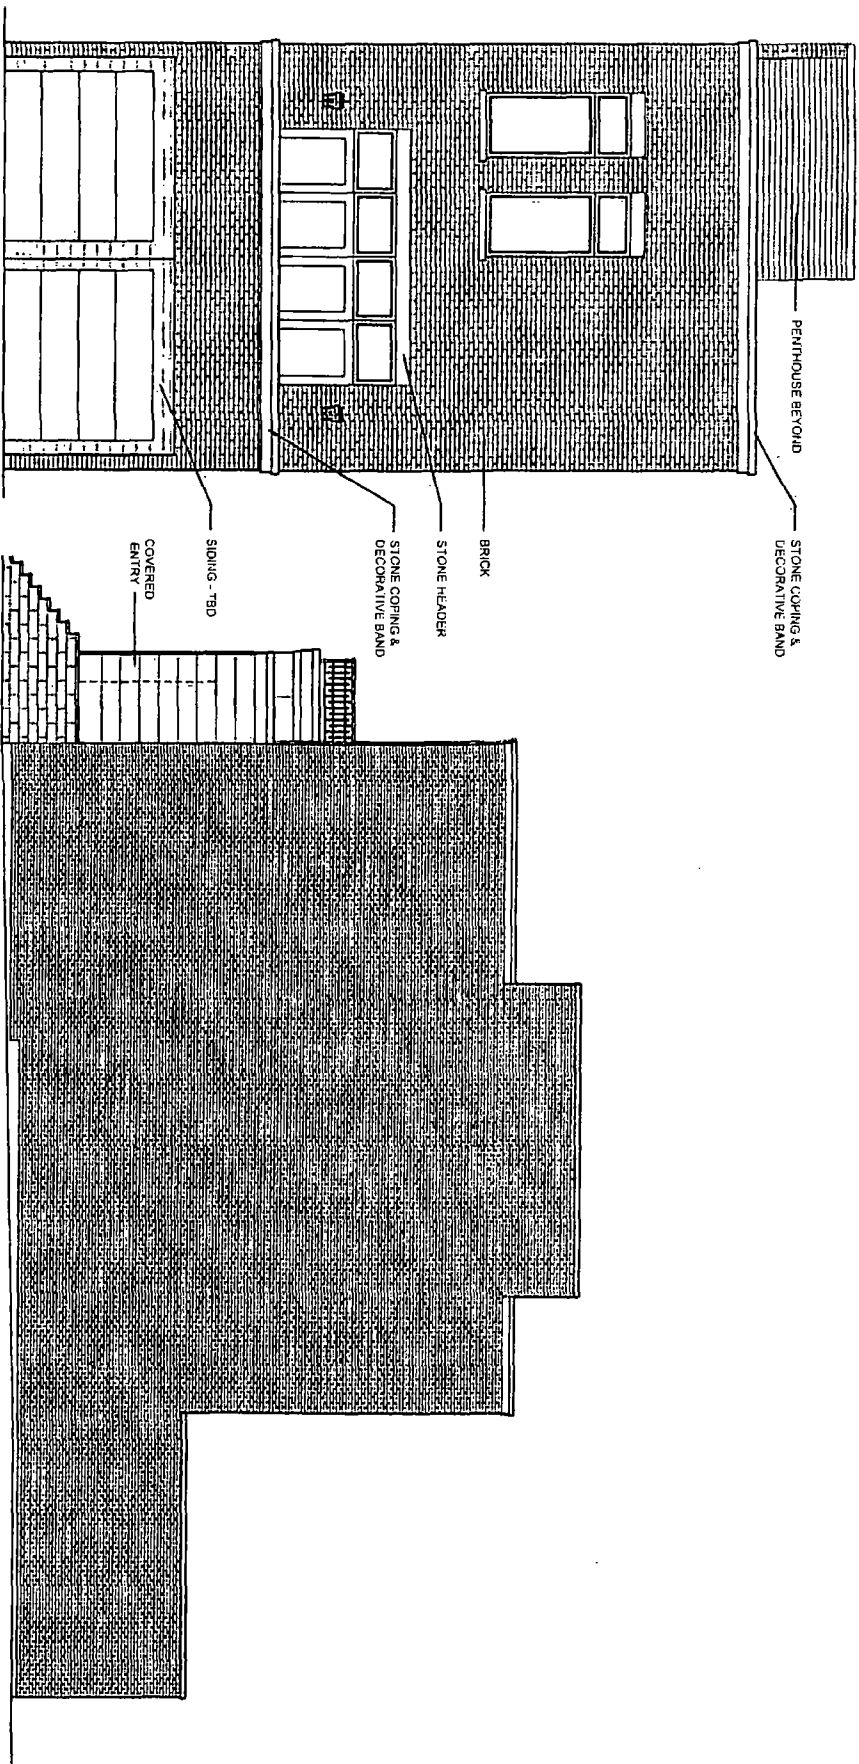 PENTHOUSE BEYOND
STONE COPING &
DECORATIVE BAND
BRICK
STONE HEADER
STONE COPING &
DECORATIVE BAND
SIDING - TBD
COVERED
ENTRY